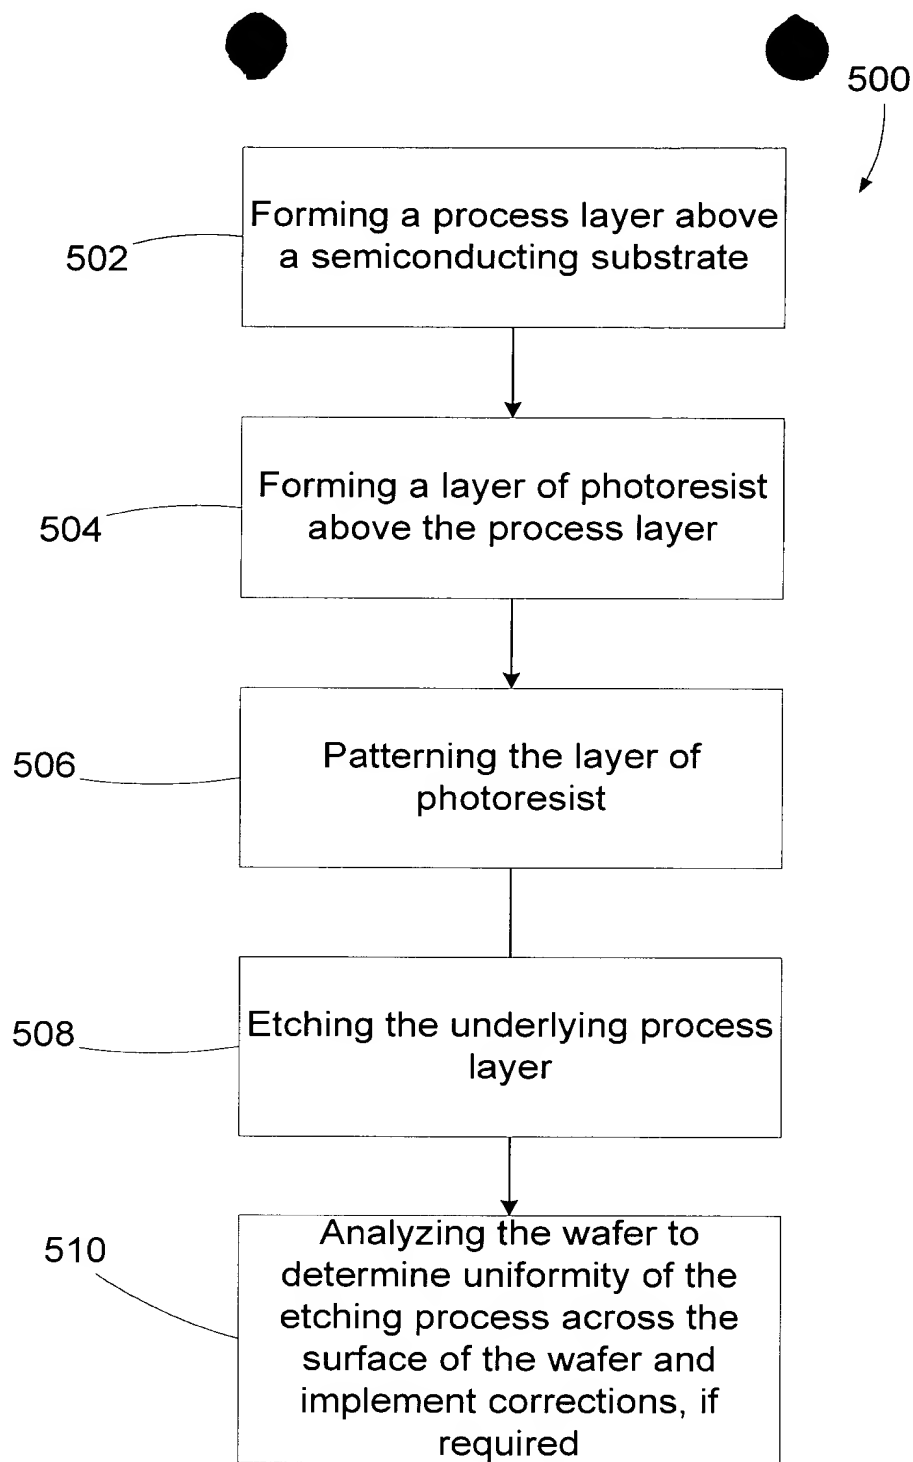 500
502
Forming a process layer above
a semiconducting substrate
504
Forming a layer of photoresist
above the process layer
506
Patterning the layer of
photoresist
508
Etching the underlying process
layer
510
Analyzing the wafer to
determine uniformity of the
etching process across the
surface of the wafer and
implement corrections, if
required